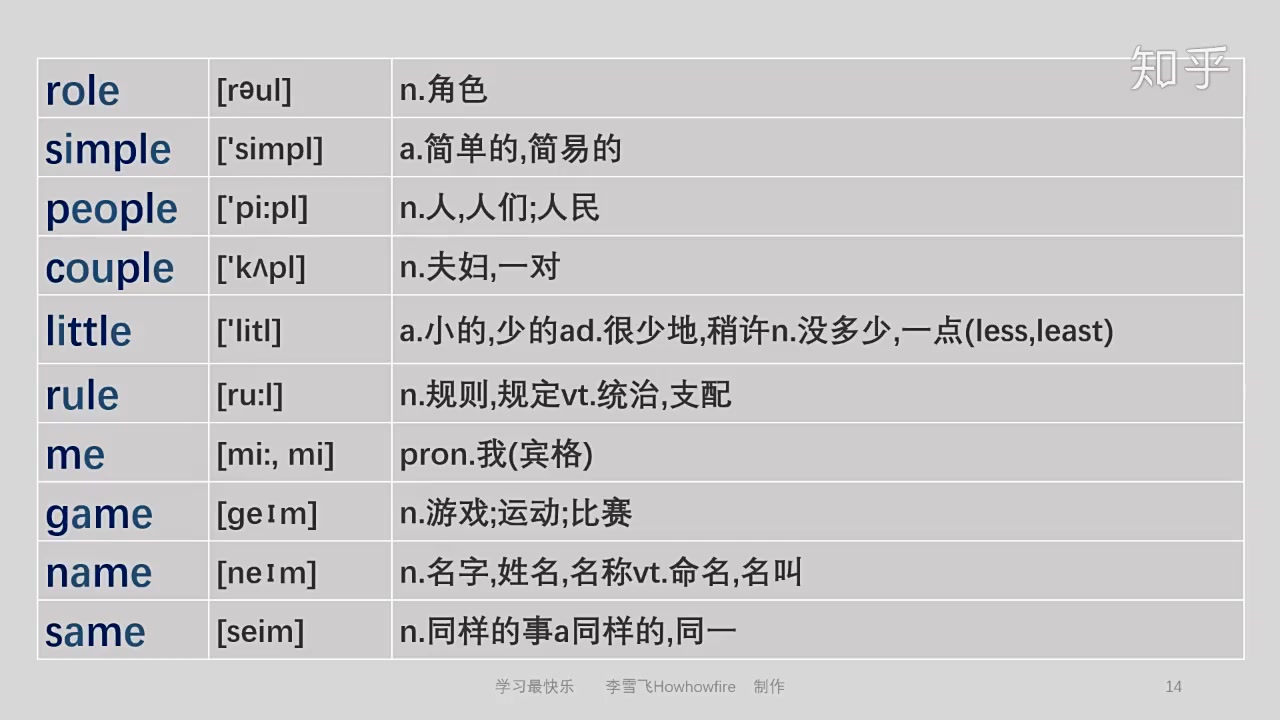 知乎
role [rəul] n.角色
simple ['simpl] a.简单的,简易的
people ['pi:pl] n.人,人们;人民
couple ['kʌpl] n.夫妇,一对
little ['litl] a.小的,少的ad.很少地,稍许n.没多少,一点(less,least)
rule [ru:l] n.规则,规定vt.统治,支配
me [mi:, mi] pron.我(宾格)
game [geɪm] n.游戏;运动;比赛
name [neɪm] n.名字,姓名,名称vt.命名,名叫
same [seim] n.同样的事a同样的,同一
学习最快乐 李雪飞Howhowfire 制作 14